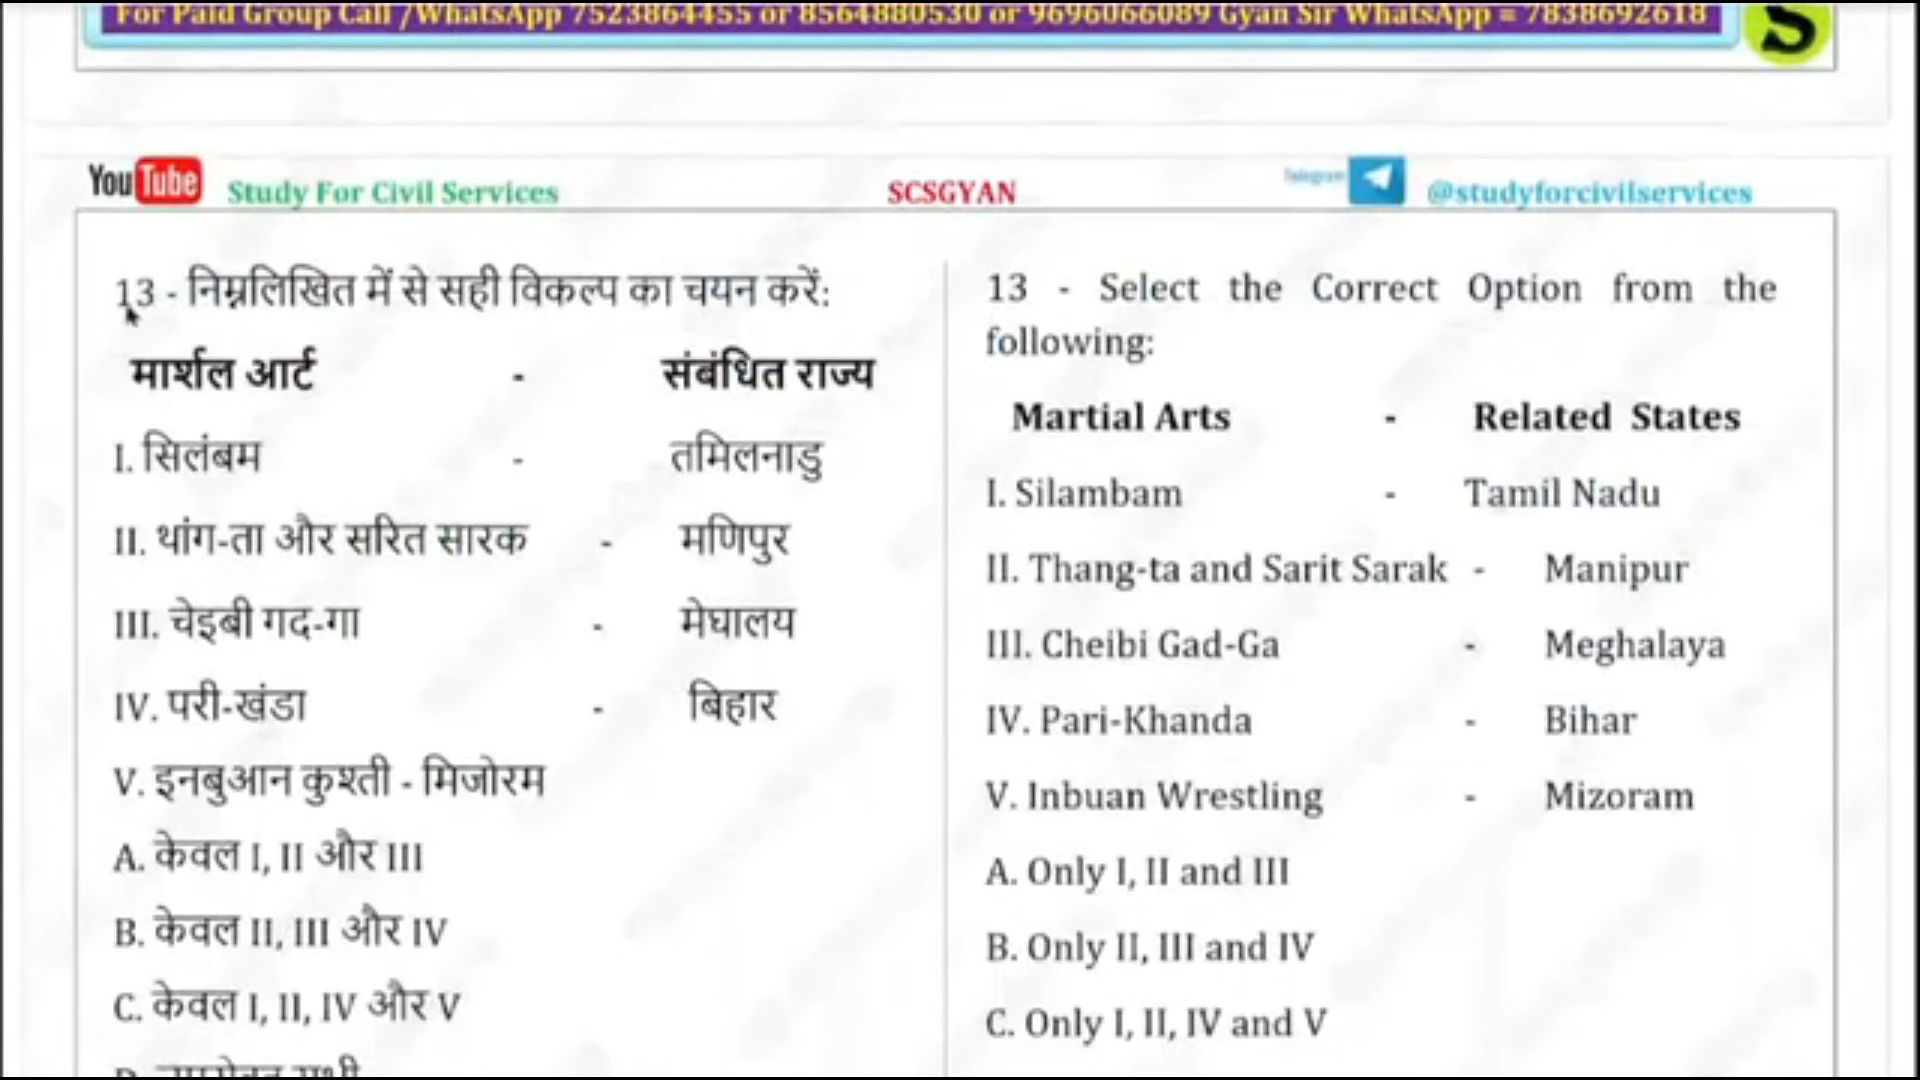 For Paid Group Call /WhatsApp 7523864455 or 8564880530 or 9696066089 Gyan Sir WhatsApp = 7838692618
S
YouTube Study For Civil Services SCSGYAN Telegram @studyforcivilservices
13 - निम्नलिखित में से सही विकल्प का चयन करें:
मार्शल आर्ट - संबंधित राज्य
I. सिलंबम - तमिलनाडु
II. थांग-ता और सरित सारक - मणिपुर
III. चेइबी गद-गा - मेघालय
IV. परी-खंडा - बिहार
V. इनबुआन कुश्ती - मिजोरम
A. केवल I, II और III
B. केवल II, III और IV
C. केवल I, II, IV और V
13 - Select the Correct Option from the
following:
Martial Arts - Related States
I. Silambam - Tamil Nadu
II. Thang-ta and Sarit Sarak - Manipur
III. Cheibi Gad-Ga - Meghalaya
IV. Pari-Khanda - Bihar
V. Inbuan Wrestling - Mizoram
A. Only I, II and III
B. Only II, III and IV
C. Only I, II, IV and V